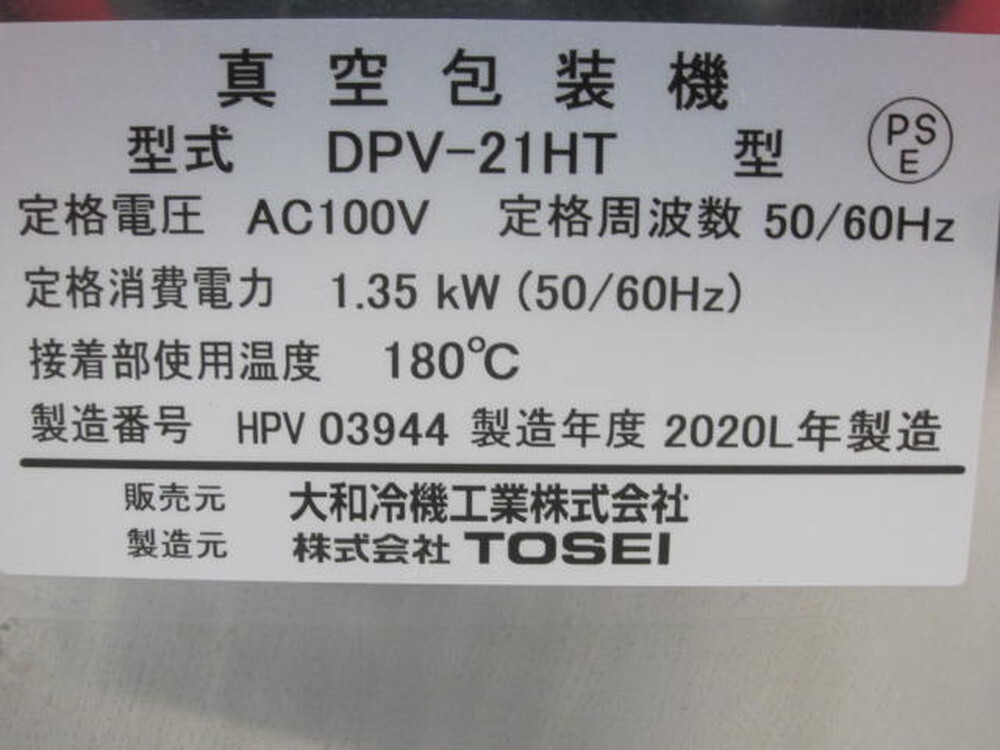 真空包装機
型式 DPV-21HT 型
PS
E
定格電圧 AC100V 定格周波数 50/60Hz
定格消費電力 1.35 kW (50/60Hz)
接着部使用温度 180℃
製造番号 HPV 03944 製造年度 2020L年製造
販売元 大和冷機工業株式会社
製造元 株式会社 TOSEI